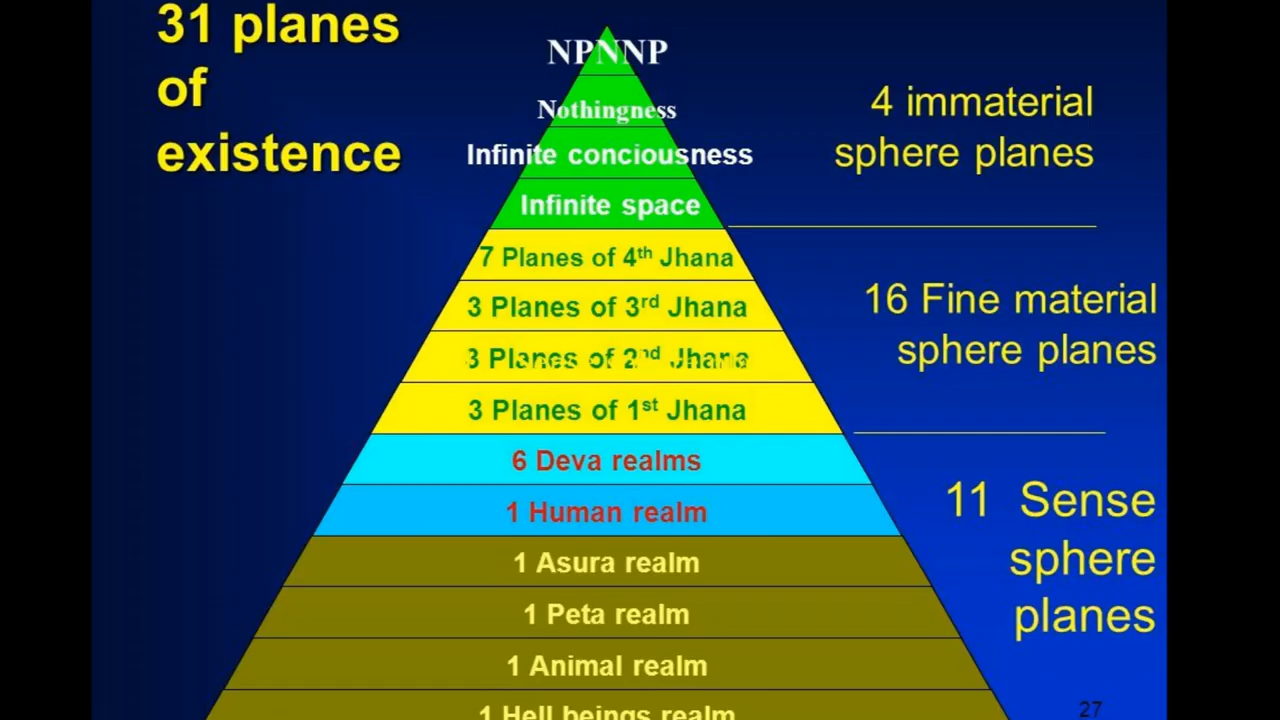 31 planes
of
existence
NPNNP
Nothingness
Infinite conciousness
Infinite space
7 Planes of 4th Jhana
3 Planes of 3rd Jhana
3 Planes of 2nd Jhana
3 Planes of 1st Jhana
6 Deva realms
1 Human realm
1 Asura realm
1 Peta realm
1 Animal realm
1 Hell beings realm
4 immaterial
sphere planes
16 Fine material
sphere planes
11 Sense
sphere
planes
27